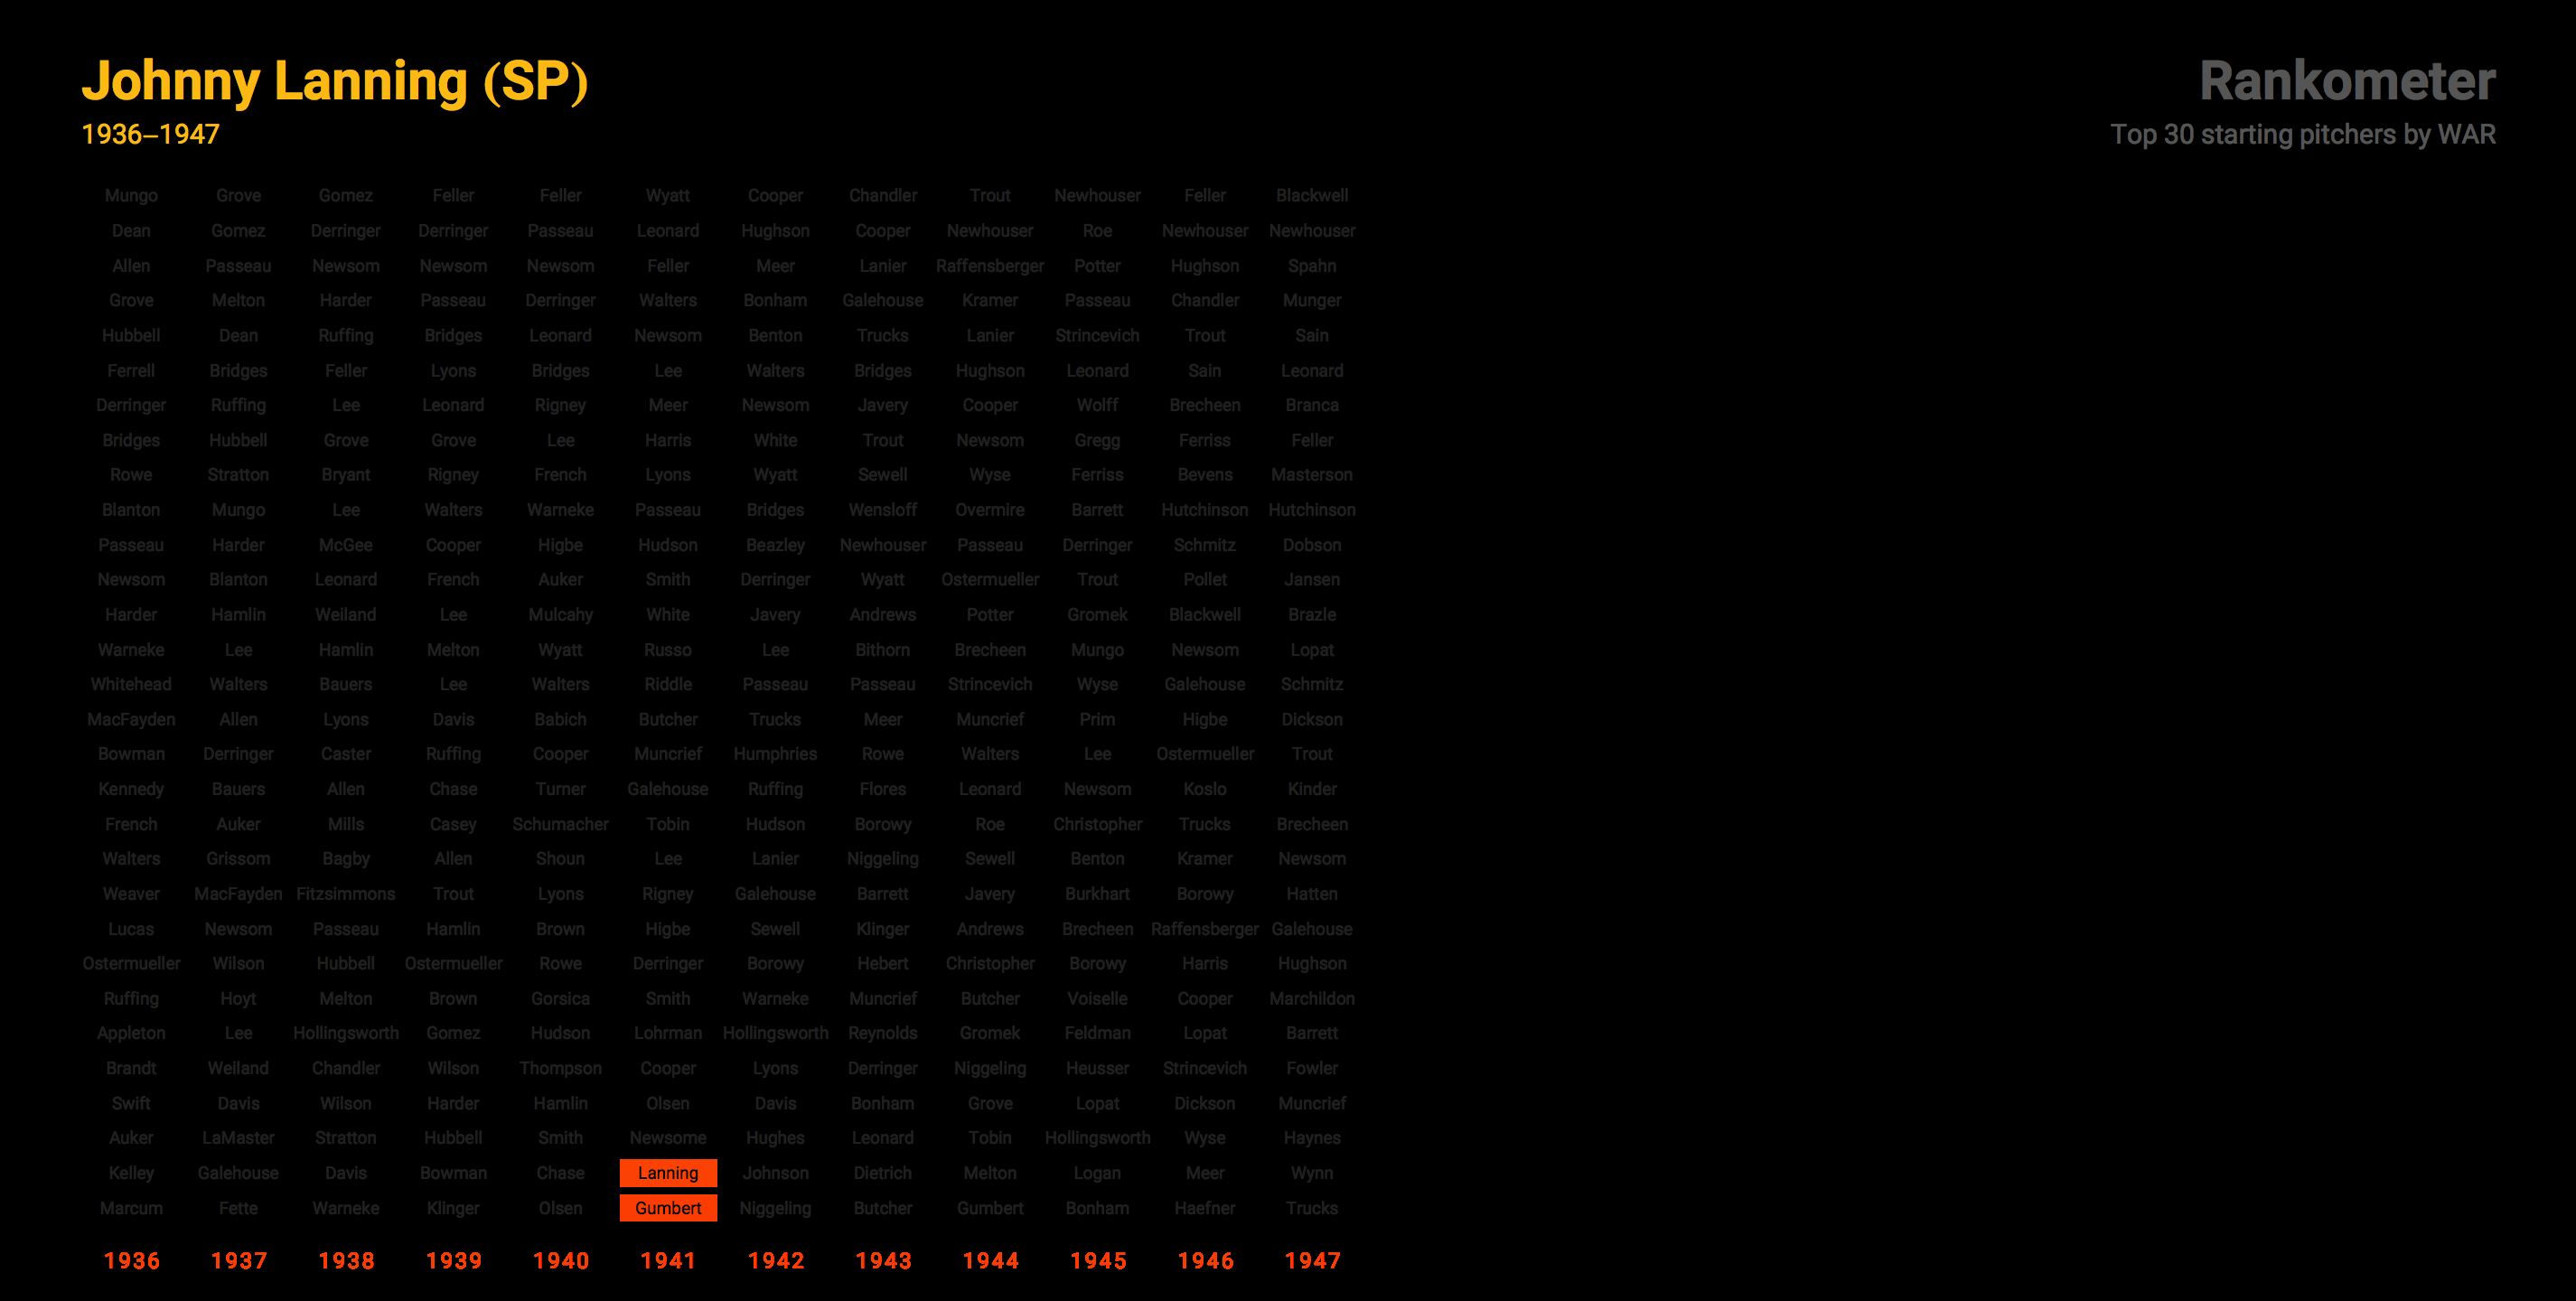 Johnny Lanning (SP)
1936–1947
Rankometer
Top 30 starting pitchers by WAR
Mungo Grove Gomez Feller Feller Wyatt Cooper Chandler Trout Newhouser Feller Blackwell
Dean Gomez Derringer Derringer Passeau Leonard Hughson Cooper Newhouser Roe Newhouser Newhouser
Allen Passeau Newsom Newsom Newsom Feller Meer Lanier Raffensberger Potter Hughson Spahn
Grove Melton Harder Passeau Derringer Walters Bonham Galehouse Kramer Passeau Chandler Munger
Hubbell Dean Ruffing Bridges Leonard Newsom Benton Trucks Lanier Strincevich Trout Sain
Ferrell Bridges Feller Lyons Bridges Lee Walters Bridges Hughson Leonard Sain Leonard
Derringer Ruffing Lee Leonard Rigney Meer Newsom Javery Cooper Wolff Brecheen Branca
Bridges Hubbell Grove Grove Lee Harris White Trout Newsom Gregg Ferriss Feller
Rowe Stratton Bryant Rigney French Lyons Wyatt Sewell Wyse Ferriss Bevens Masterson
Blanton Mungo Lee Walters Warneke Passeau Bridges Wensloff Overmire Barrett Hutchinson Hutchinson
Passeau Harder McGee Cooper Higbe Hudson Beazley Newhouser Passeau Derringer Schmitz Dobson
Newsom Blanton Leonard French Auker Smith Derringer Wyatt Ostermueller Trout Pollet Jansen
Harder Hamlin Weiland Lee Mulcahy White Javery Andrews Potter Gromek Blackwell Brazle
Warneke Lee Hamlin Melton Wyatt Russo Lee Bithorn Brecheen Mungo Newsom Lopat
Whitehead Walters Bauers Lee Walters Riddle Passeau Passeau Strincevich Wyse Galehouse Schmitz
MacFayden Allen Lyons Davis Babich Butcher Trucks Meer Muncrief Prim Higbe Dickson
Bowman Derringer Caster Ruffing Cooper Muncrief Humphries Rowe Walters Lee Ostermueller Trout
Kennedy Bauers Allen Chase Turner Galehouse Ruffing Flores Leonard Newsom Koslo Kinder
French Auker Mills Casey Schumacher Tobin Hudson Borowy Roe Christopher Trucks Brecheen
Walters Grissom Bagby Allen Shoun Lee Lanier Niggeling Sewell Benton Kramer Newsom
Weaver MacFayden Fitzsimmons Trout Lyons Rigney Galehouse Barrett Javery Burkhart Borowy Hatten
Lucas Newsom Passeau Hamlin Brown Higbe Sewell Klinger Andrews Brecheen Raffensberger Galehouse
Ostermueller Wilson Hubbell Ostermueller Rowe Derringer Borowy Hebert Christopher Borowy Harris Hughson
Ruffing Hoyt Melton Brown Gorsica Smith Warneke Muncrief Butcher Voiselle Cooper Marchildon
Appleton Lee Hollingsworth Gomez Hudson Lohrman Hollingsworth Reynolds Gromek Feldman Lopat Barrett
Brandt Weiland Chandler Wilson Thompson Cooper Lyons Derringer Niggeling Heusser Strincevich Fowler
Swift Davis Wilson Harder Hamlin Olsen Davis Bonham Grove Lopat Dickson Muncrief
Auker LaMaster Stratton Hubbell Smith Newsome Hughes Leonard Tobin Hollingsworth Wyse Haynes
Kelley Galehouse Davis Bowman Chase Lanning Johnson Dietrich Melton Logan Meer Wynn
Marcum Fette Warneke Klinger Olsen Gumbert Niggeling Butcher Gumbert Bonham Haefner Trucks
1936 1937 1938 1939 1940 1941 1942 1943 1944 1945 1946 1947